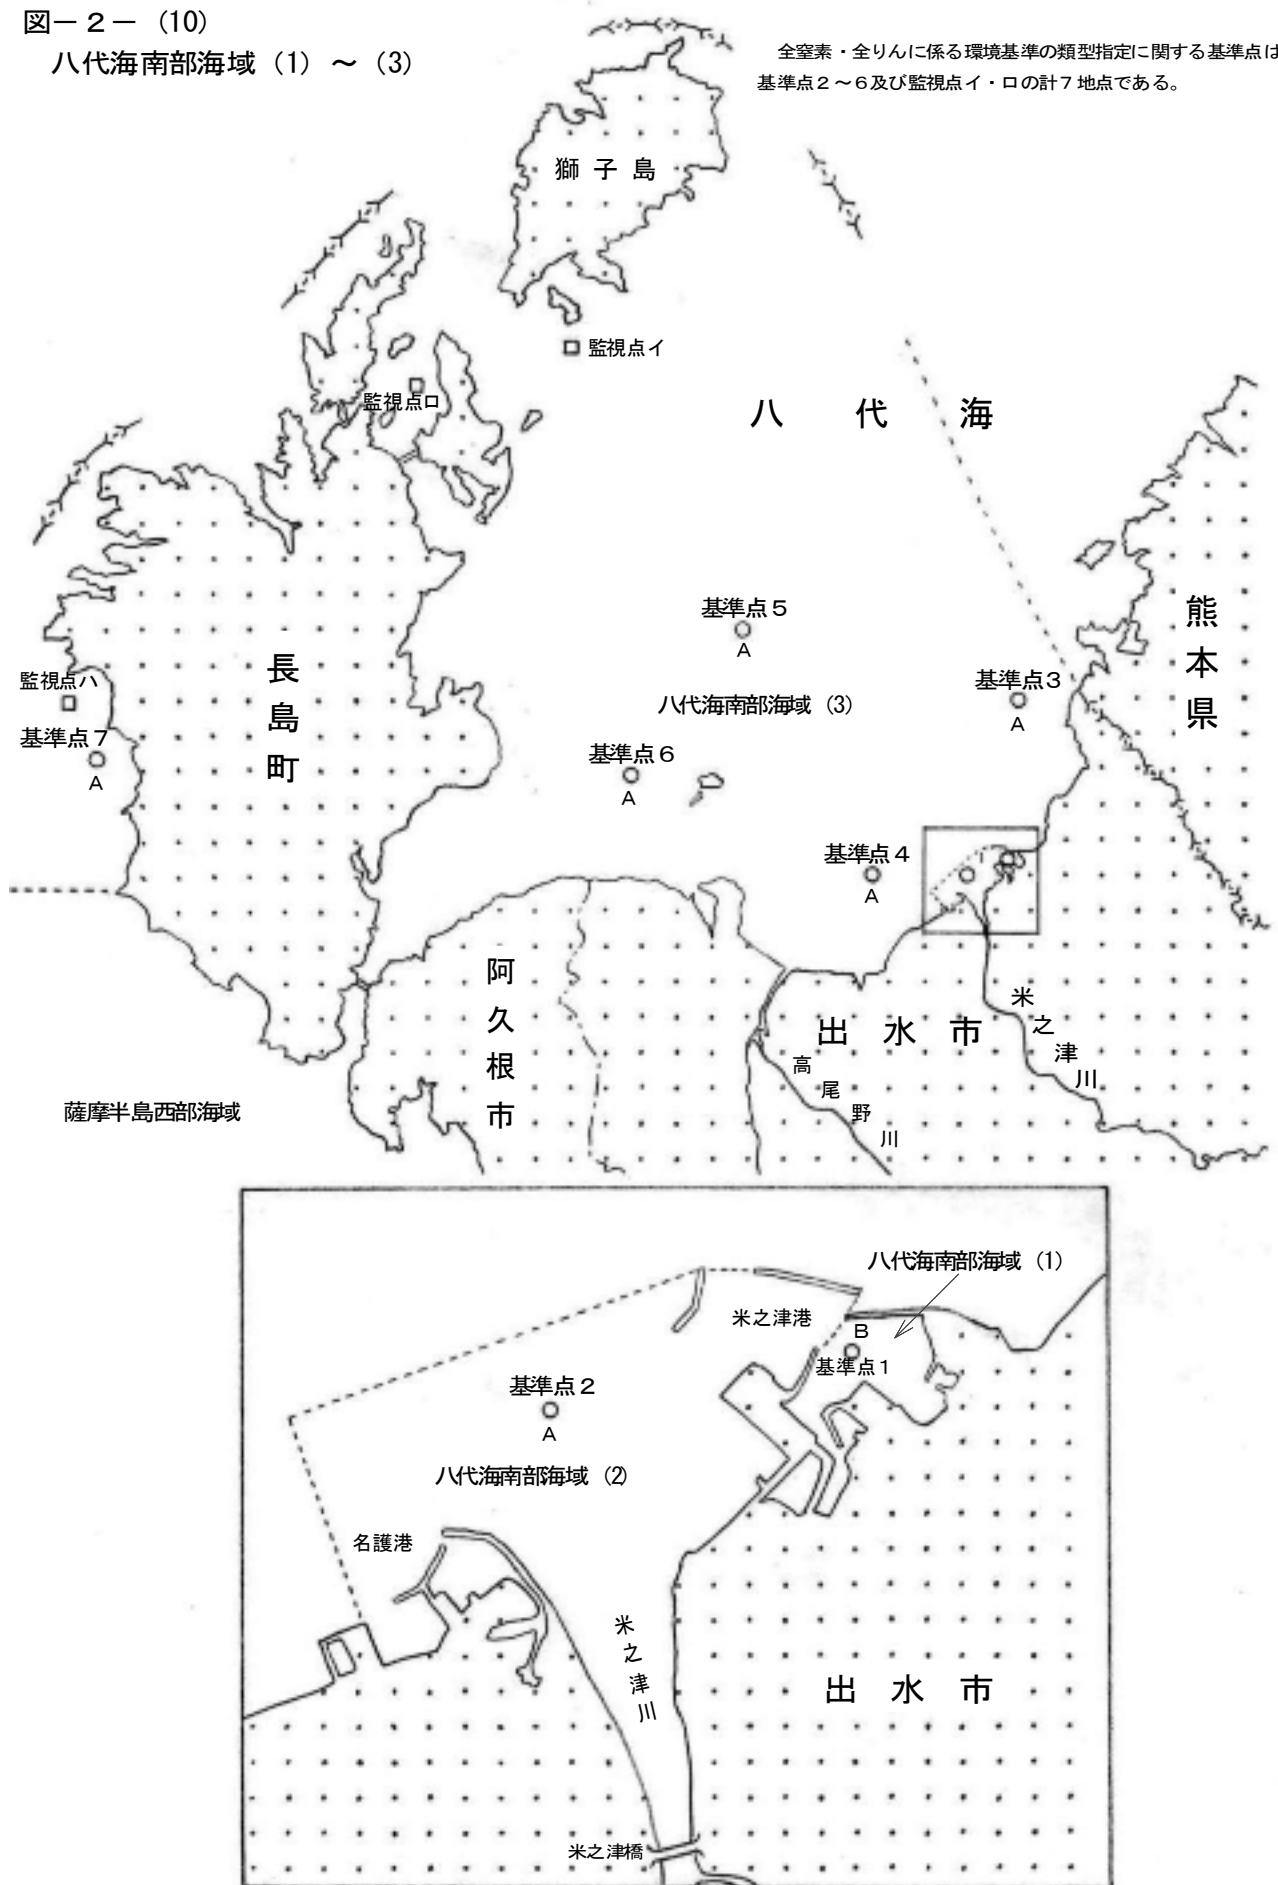 図－２－（10）
八代海南部海域（1）～（3）
全窒素・全りんに係る環境基準の類型指定に関する基準点は
基準点２～６及び監視点イ・ロの計７地点である。
獅子島
監視点イ
監視点ロ
八代海
熊本県
基準点５
A
基準点３
A
八代海南部海域（3）
長島町
監視点ハ
基準点７
A
基準点６
A
基準点４
A
阿久根市
出水市
米之津川
高尾野川
薩摩半島西部海域
八代海南部海域（1）
米之津港
B
基準点１
基準点２
A
八代海南部海域（2）
名護港
米之津川
出水市
米之津橋